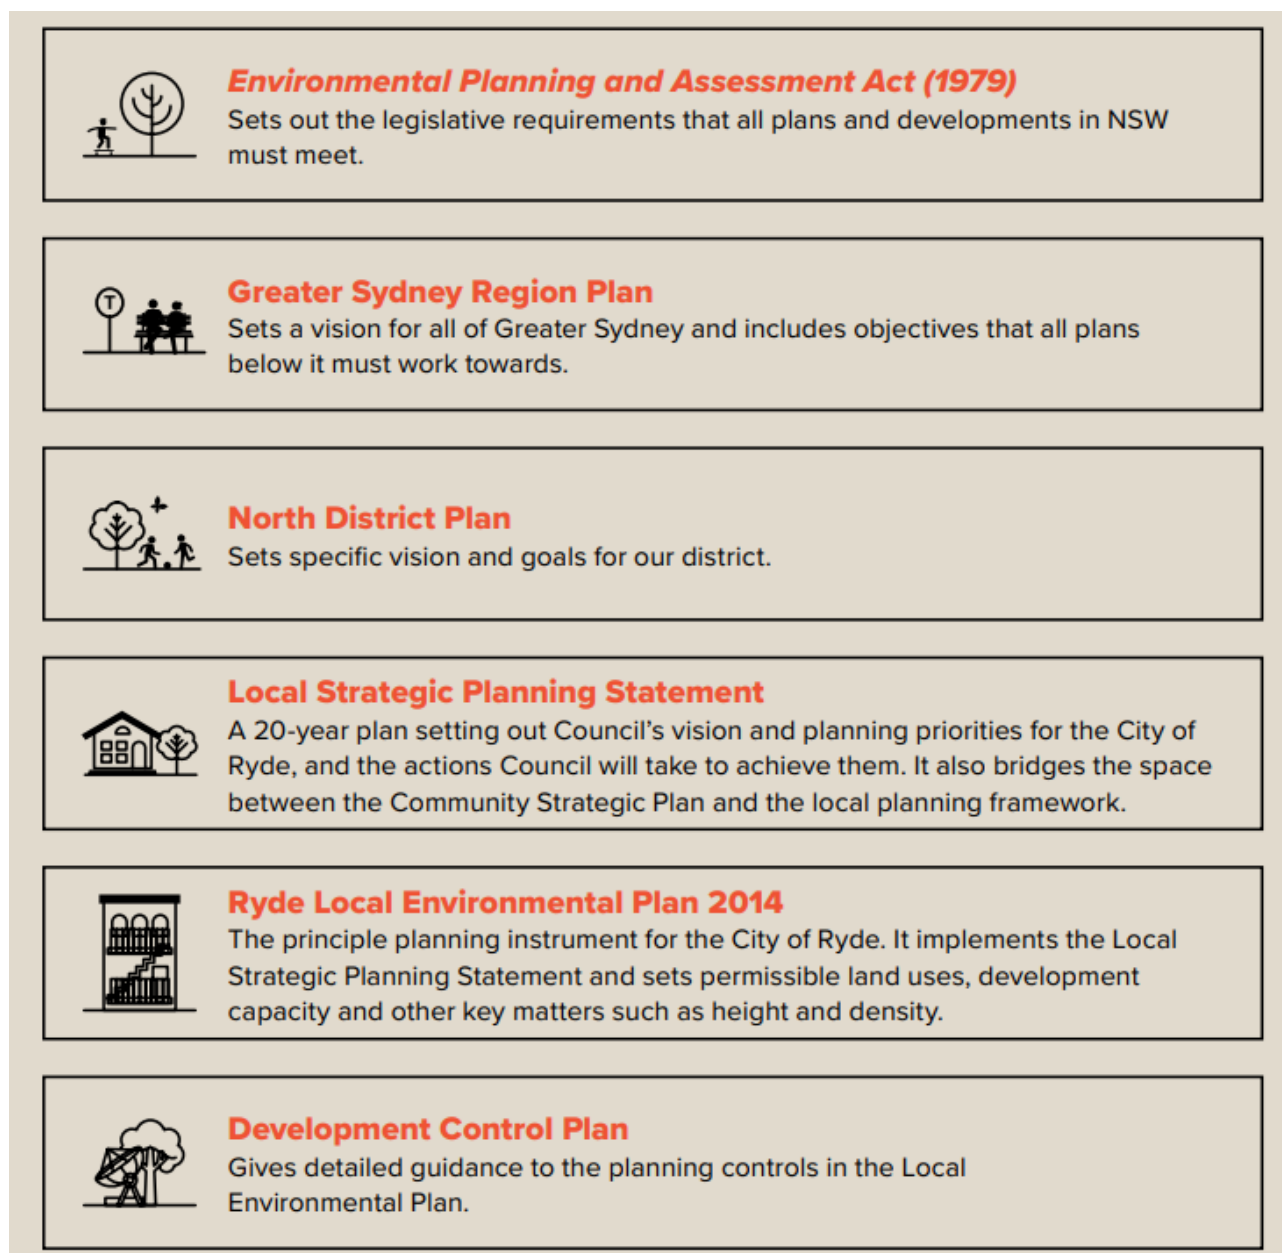 Environmental Planning and Assessment Act (1979)
Sets out the legislative requirements that all plans and developments in NSW
must meet.
T
Greater Sydney Region Plan
Sets a vision for all of Greater Sydney and includes objectives that all plans
below it must work towards.
North District Plan
Sets specific vision and goals for our district.
Local Strategic Planning Statement
A 20-year plan setting out Council’s vision and planning priorities for the City of
Ryde, and the actions Council will take to achieve them. It also bridges the space
between the Community Strategic Plan and the local planning framework.
Ryde Local Environmental Plan 2014
The principle planning instrument for the City of Ryde. It implements the Local
Strategic Planning Statement and sets permissible land uses, development
capacity and other key matters such as height and density.
Development Control Plan
Gives detailed guidance to the planning controls in the Local
Environmental Plan.